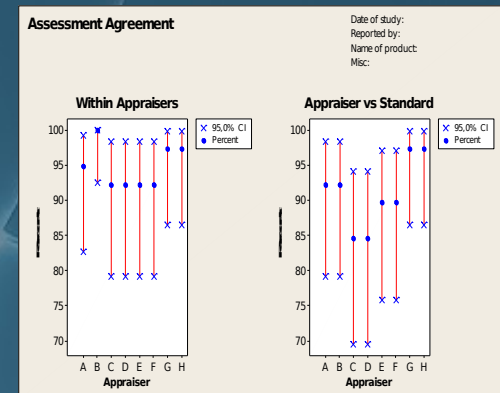 Assessment Agreement
Date of study:
Reported by:
Name of product:
Misc:
Within Appraisers
95,0% CI
Percent
100
95
90
85
80
75
70
A B C D E F G H
Appraiser
Appraiser vs Standard
95,0% CI
Percent
100
95
90
85
80
75
70
A B C D E F G H
Appraiser